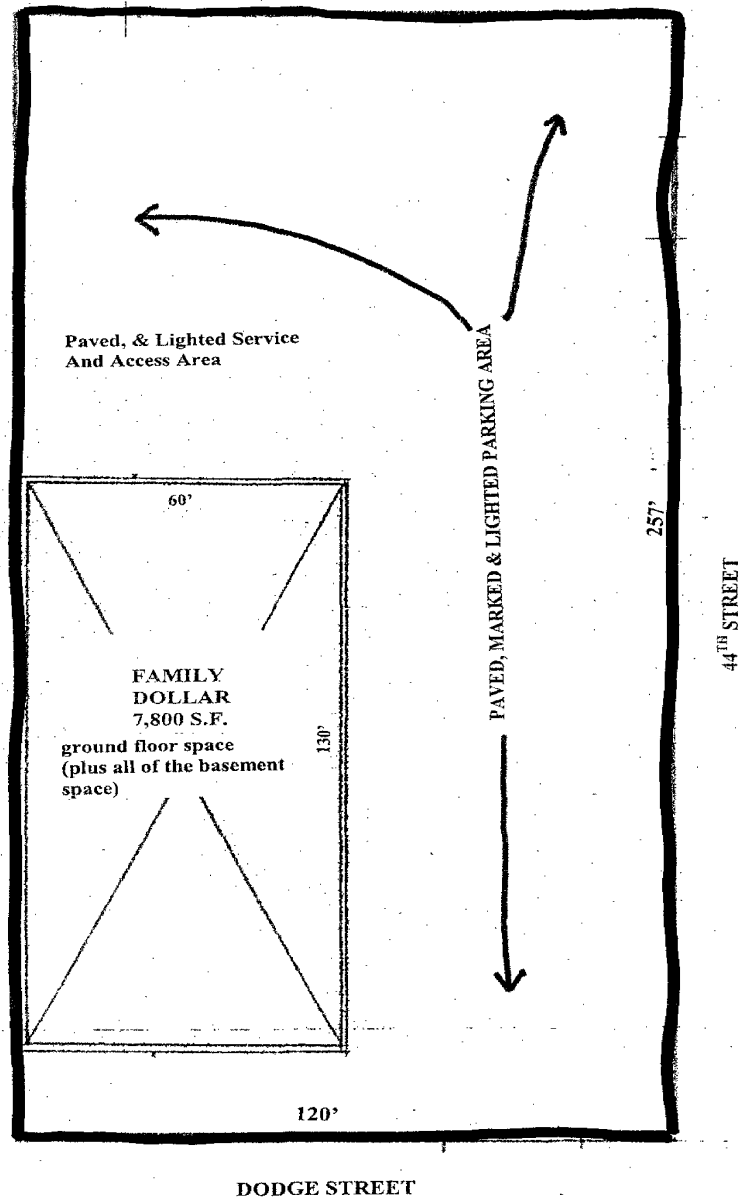 Paved, & Lighted Service
And Access Area
PAVED, MARKED & LIGHTED PARKING AREA
60’
257’
44TH STREET
FAMILY
DOLLAR
7,800 S.F.
ground floor space
(plus all of the basement
space)
130’
120’
DODGE STREET